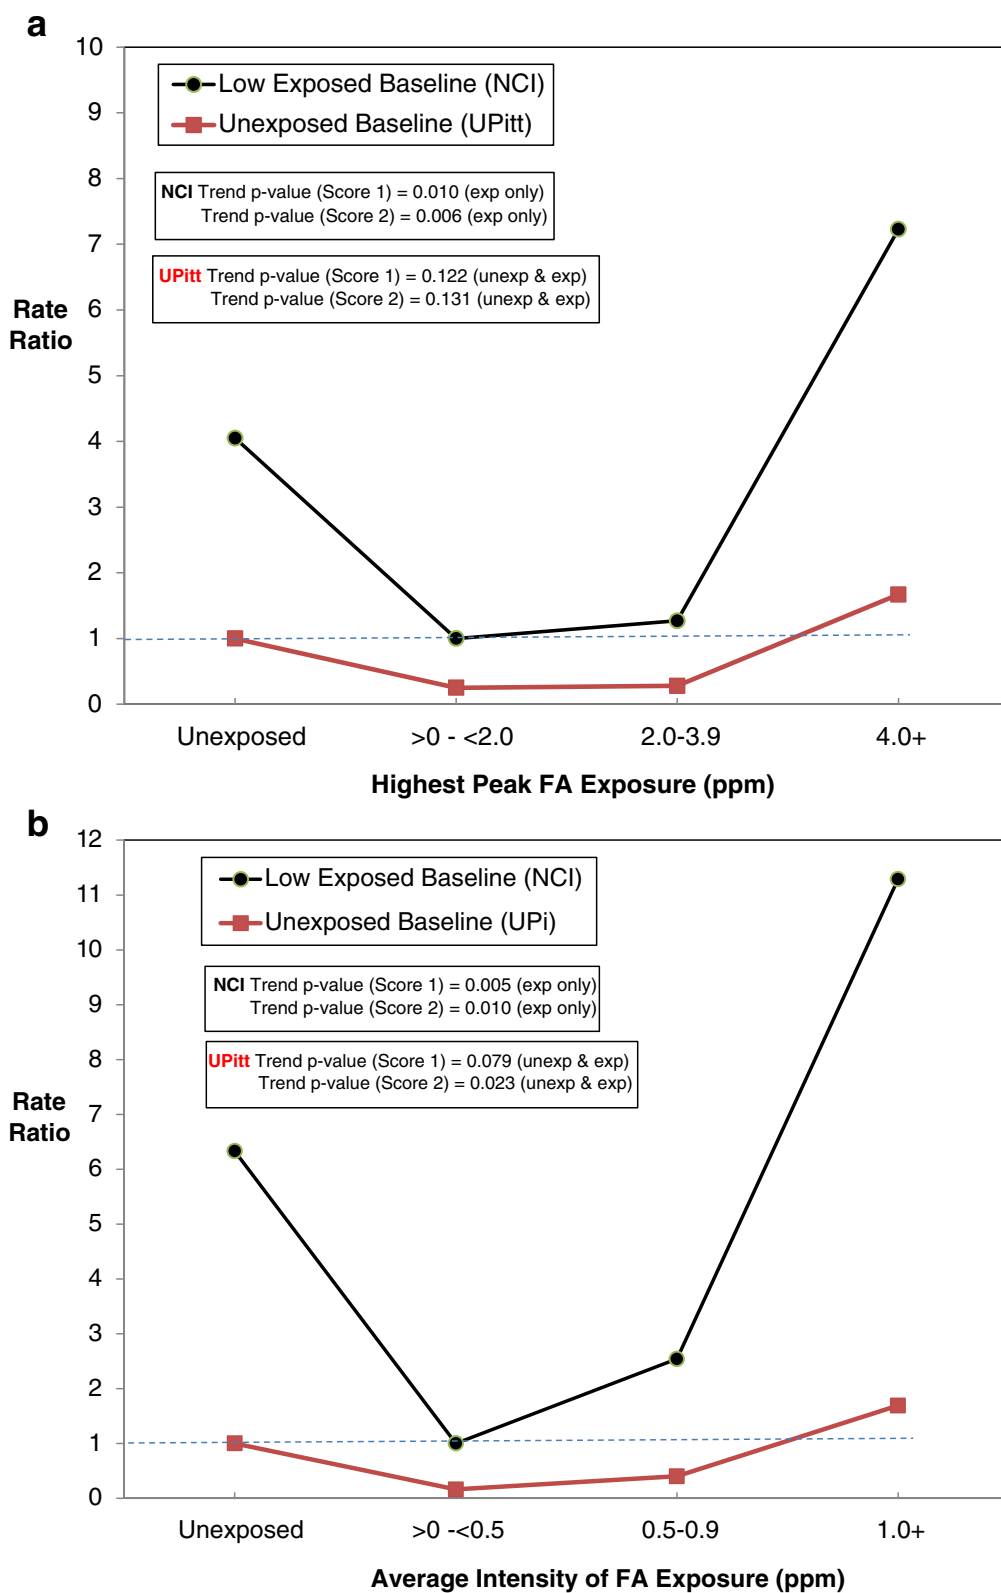 a
10
9
8
7
6
5
4
3
2
1
0
Low Exposed Baseline (NCI)
Unexposed Baseline (UPitt)
NCI Trend p-value (Score 1) = 0.010 (exp only)
Trend p-value (Score 2) = 0.006 (exp only)
UPitt Trend p-value (Score 1) = 0.122 (unexp & exp)
Trend p-value (Score 2) = 0.131 (unexp & exp)
Rate
Ratio
Unexposed >0 - <2.0 2.0-3.9 4.0+
Highest Peak FA Exposure (ppm)
b
12
11
10
9
8
7
6
5
4
3
2
1
0
Low Exposed Baseline (NCI)
Unexposed Baseline (UPi)
NCI Trend p-value (Score 1) = 0.005 (exp only)
Trend p-value (Score 2) = 0.010 (exp only)
UPitt Trend p-value (Score 1) = 0.079 (unexp & exp)
Trend p-value (Score 2) = 0.023 (unexp & exp)
Rate
Ratio
Unexposed >0 -<0.5 0.5-0.9 1.0+
Average Intensity of FA Exposure (ppm)